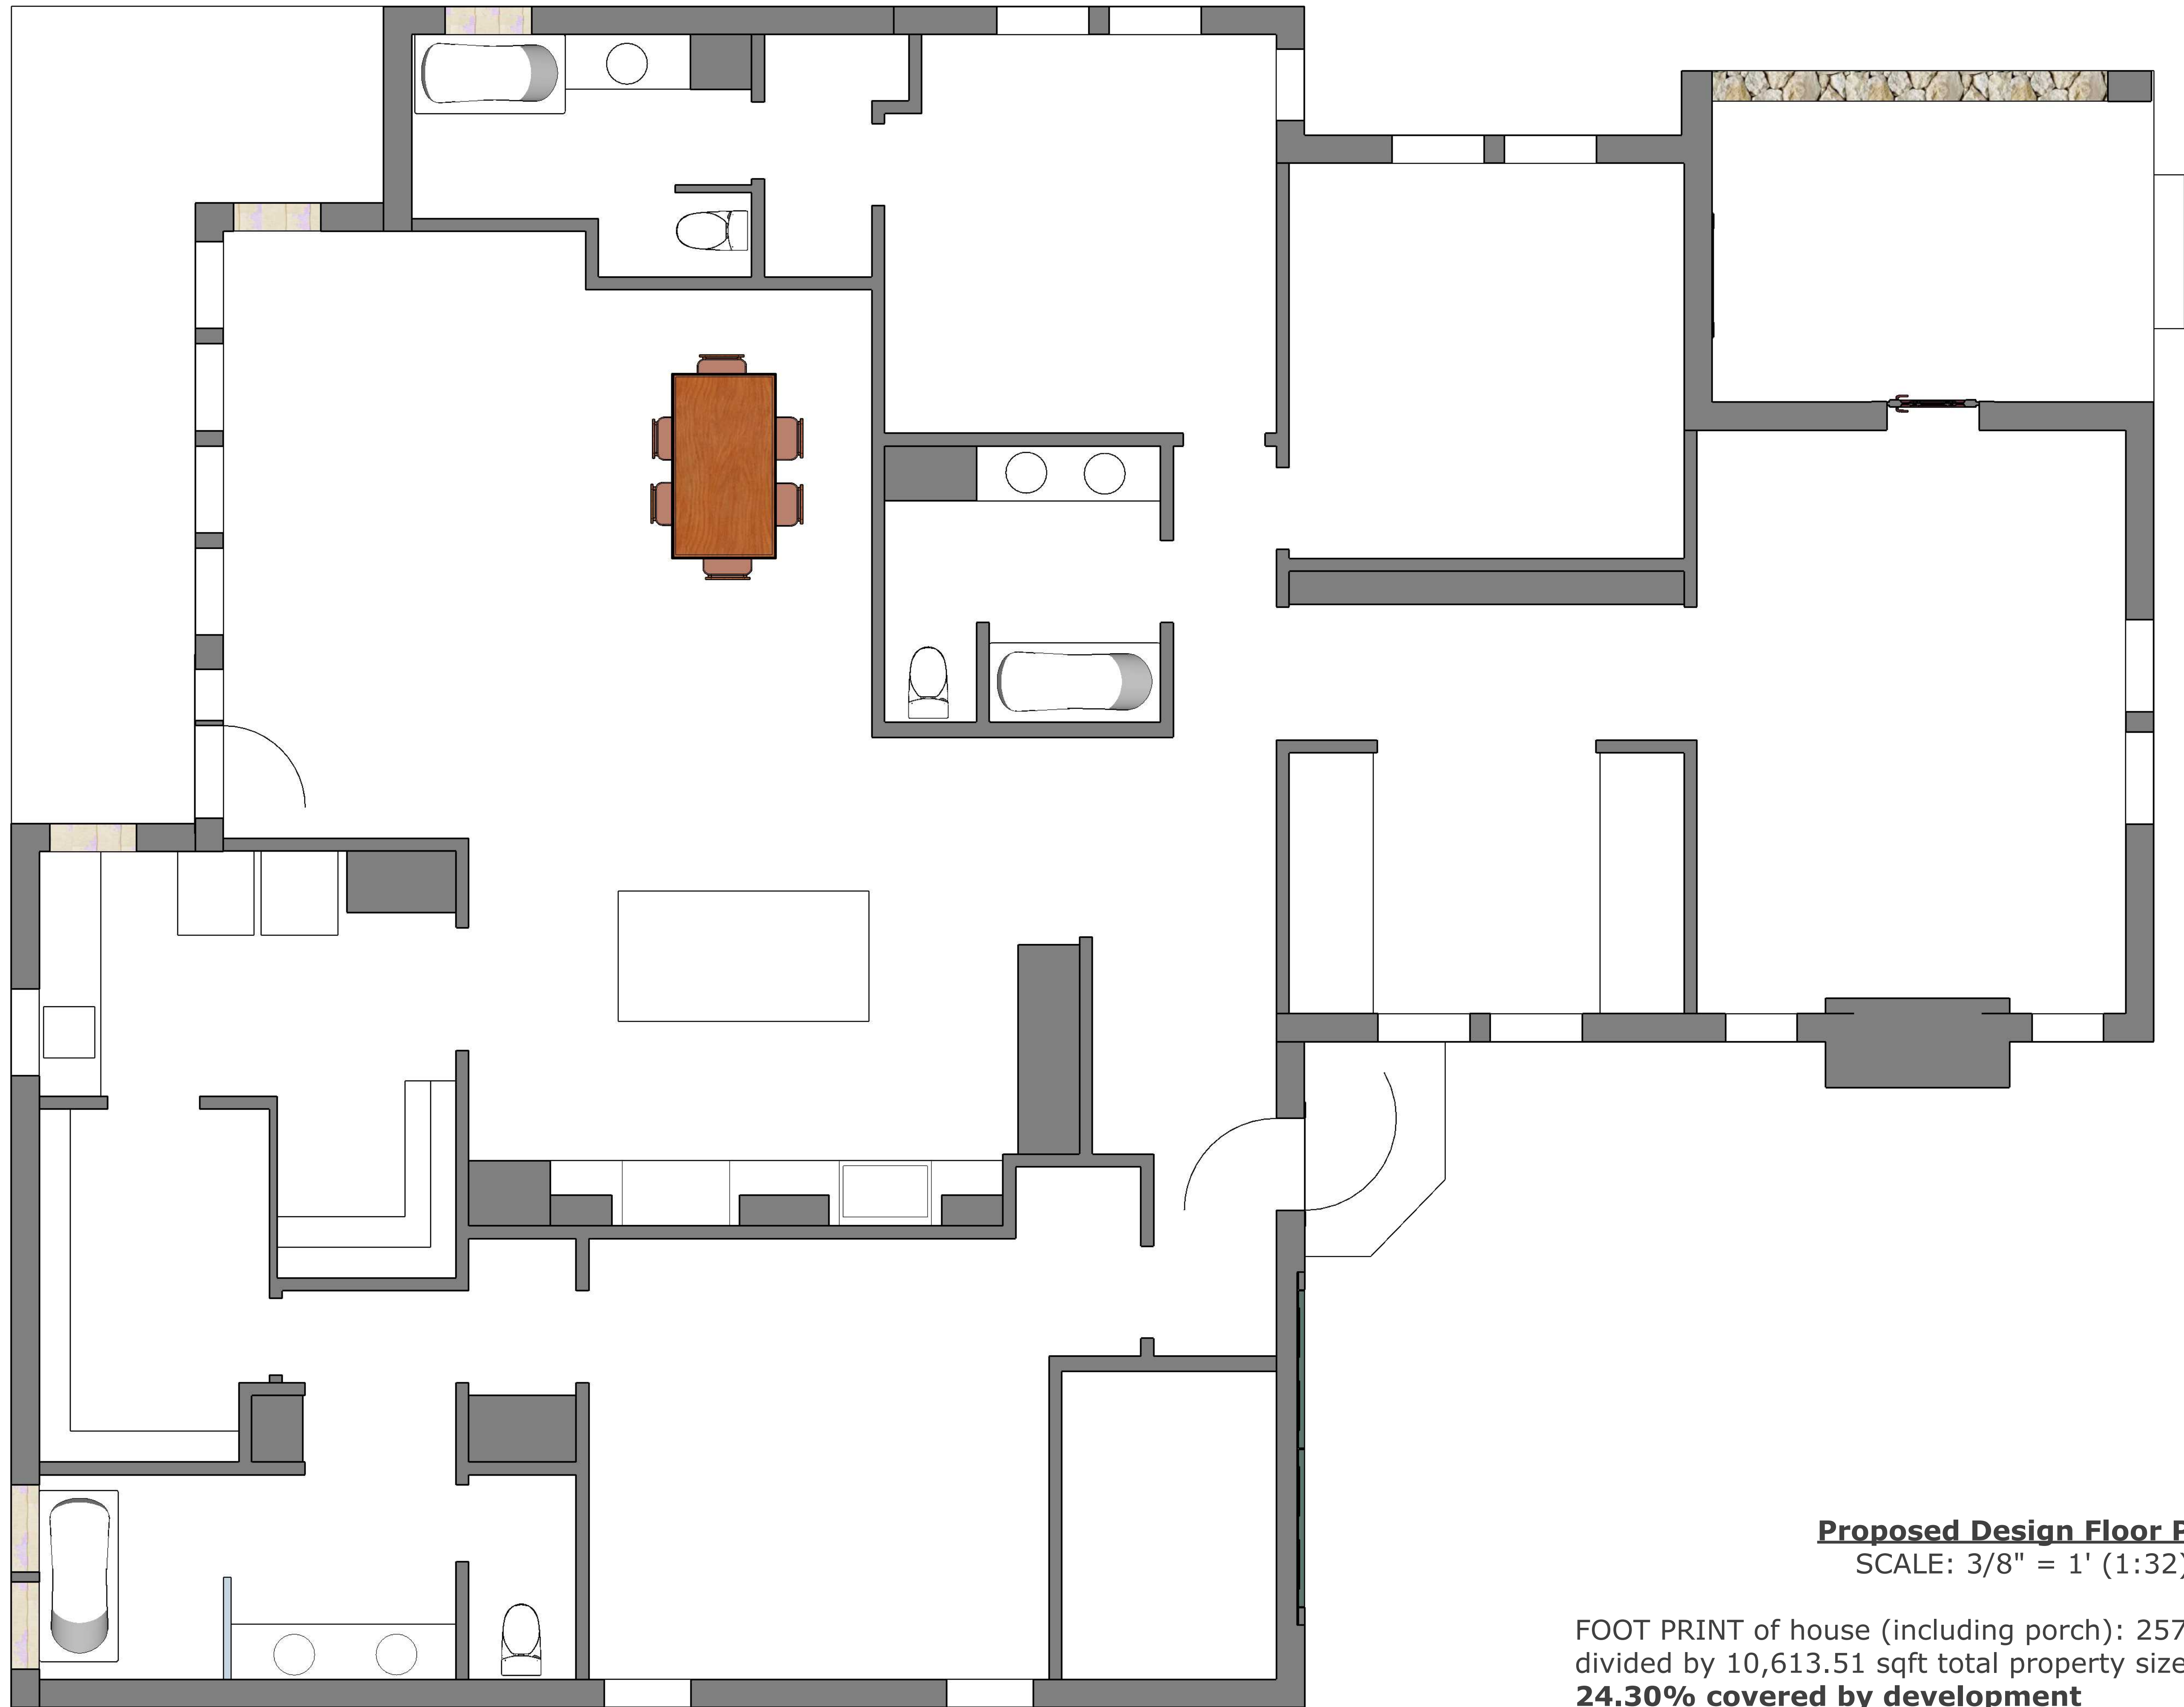 Proposed Design Floor P
SCALE: 3/8" = 1' (1:32)
FOOT PRINT of house (including porch): 257
divided by 10,613.51 sqft total property size
24.30% covered by development